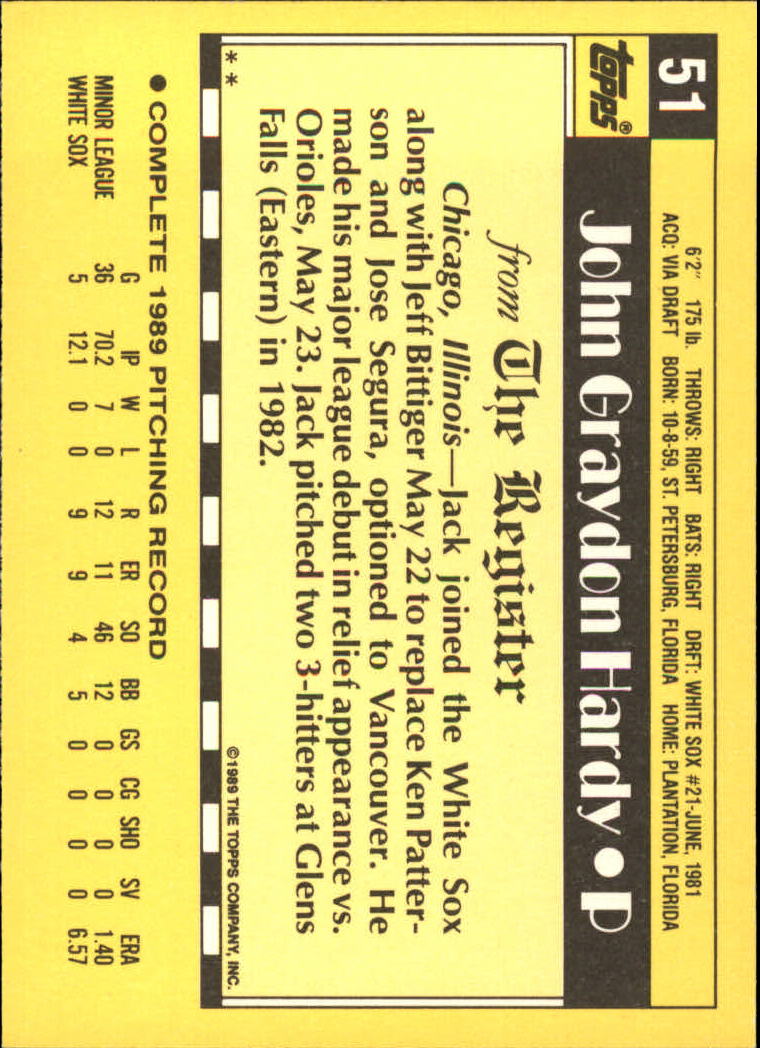 51
6'2" 175 lb. THROWS: RIGHT BATS: RIGHT DRFT: WHITE SOX #21-JUNE, 1981
ACQ: VIA DRAFT BORN: 10-8-59, ST. PETERSBURG, FLORIDA HOME: PLANTATION, FLORIDA
topps®
John Graydon Hardy ● P
from The Register
Chicago, Illinois—Jack joined the White Sox
along with Jeff Bittiger May 22 to replace Ken Patter-
son and Jose Segura, optioned to Vancouver. He
made his major league debut in relief appearance vs.
Orioles, May 23. Jack pitched two 3-hitters at Glens
Falls (Eastern) in 1982.
**
©1989 THE TOPPS COMPANY, INC.
● COMPLETE 1989 PITCHING RECORD
G IP W L R ER SO BB GS CG SHO SV ERA
MINOR LEAGUE 36 70.2 7 0 12 11 46 12 0 0 0 0 1.40
WHITE SOX 5 12.1 0 0 9 9 4 5 0 0 0 0 6.57